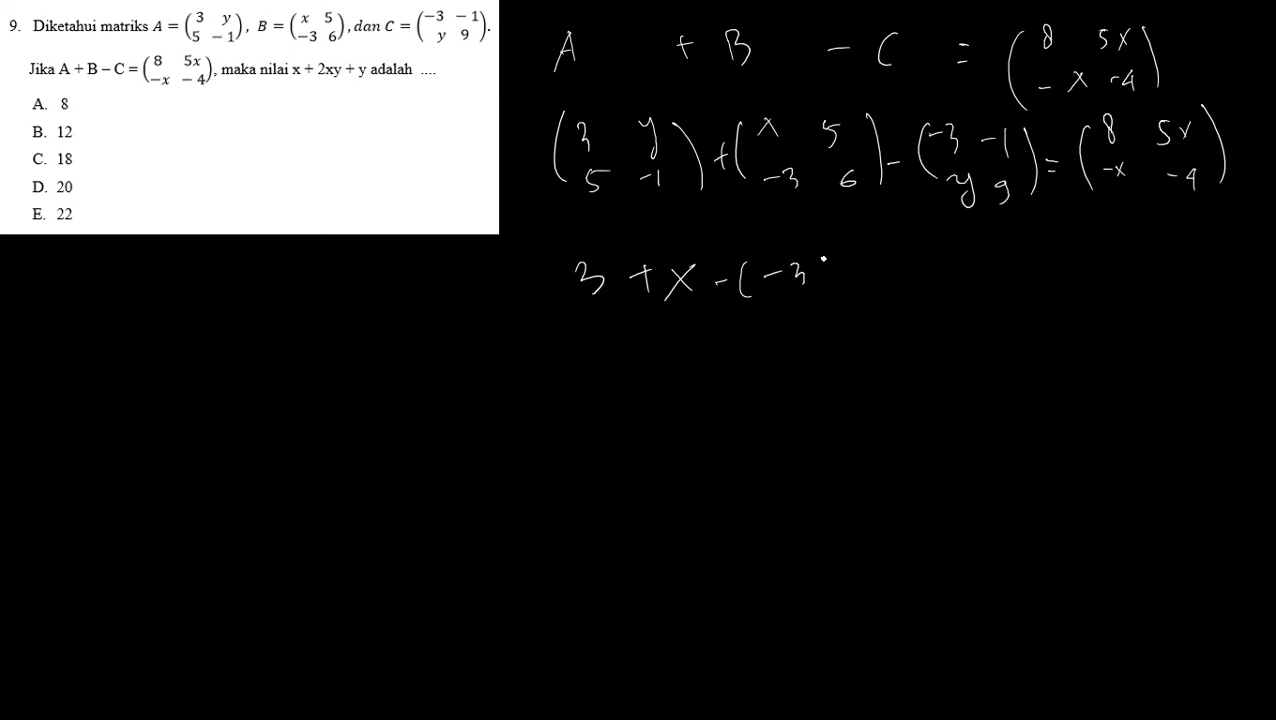 9. Diketahui matriks A = (3 y 5 – 1), B = (x 5 –3 6), dan C = (–3 – 1 y 9).
Jika A + B – C = (8 5x –x – 4), maka nilai x + 2xy + y adalah ....
A. 8
B. 12
C. 18
D. 20
E. 22
A + B - C = (8 5x -x -4)
(3 y 5 -1) + (x 5 -3 6) - (-3 -1 y 9) = (8 5x -x -4)
3 + x - (-3